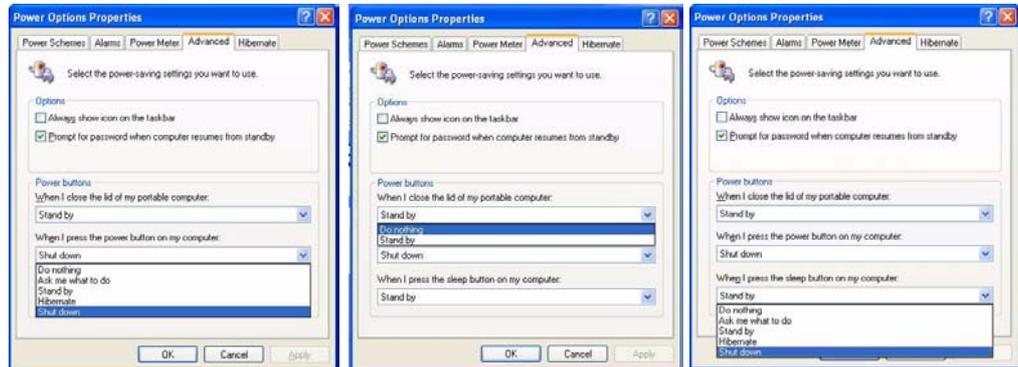 Power Options Properties
Power Schemes Alarms Power Meter Advanced Hibernate
Select the power-saving settings you want to use.
Options
Always show icon on the taskbar
Prompt for password when computer resumes from standby
Power buttons
When I close the lid of my portable computer:
Stand by
When I press the power button on my computer:
Shut down
Do nothing
Ask me what to do
Stand by
Hibernate
Shut down
OK Cancel Apply
Power Options Properties
Power Schemes Alarms Power Meter Advanced Hibernate
Select the power-saving settings you want to use.
Options
Always show icon on the taskbar
Prompt for password when computer resumes from standby
Power buttons
When I close the lid of my portable computer:
Stand by
Do nothing
Stand by
Shut down
When I press the sleep button on my computer:
Stand by
OK Cancel Apply
Power Options Properties
Power Schemes Alarms Power Meter Advanced Hibernate
Select the power-saving settings you want to use.
Options
Always show icon on the taskbar
Prompt for password when computer resumes from standby
Power buttons
When I close the lid of my portable computer:
Stand by
When I press the power button on my computer:
Shut down
When I press the sleep button on my computer:
Stand by
Do nothing
Ask me what to do
Stand by
Hibernate
Shut down